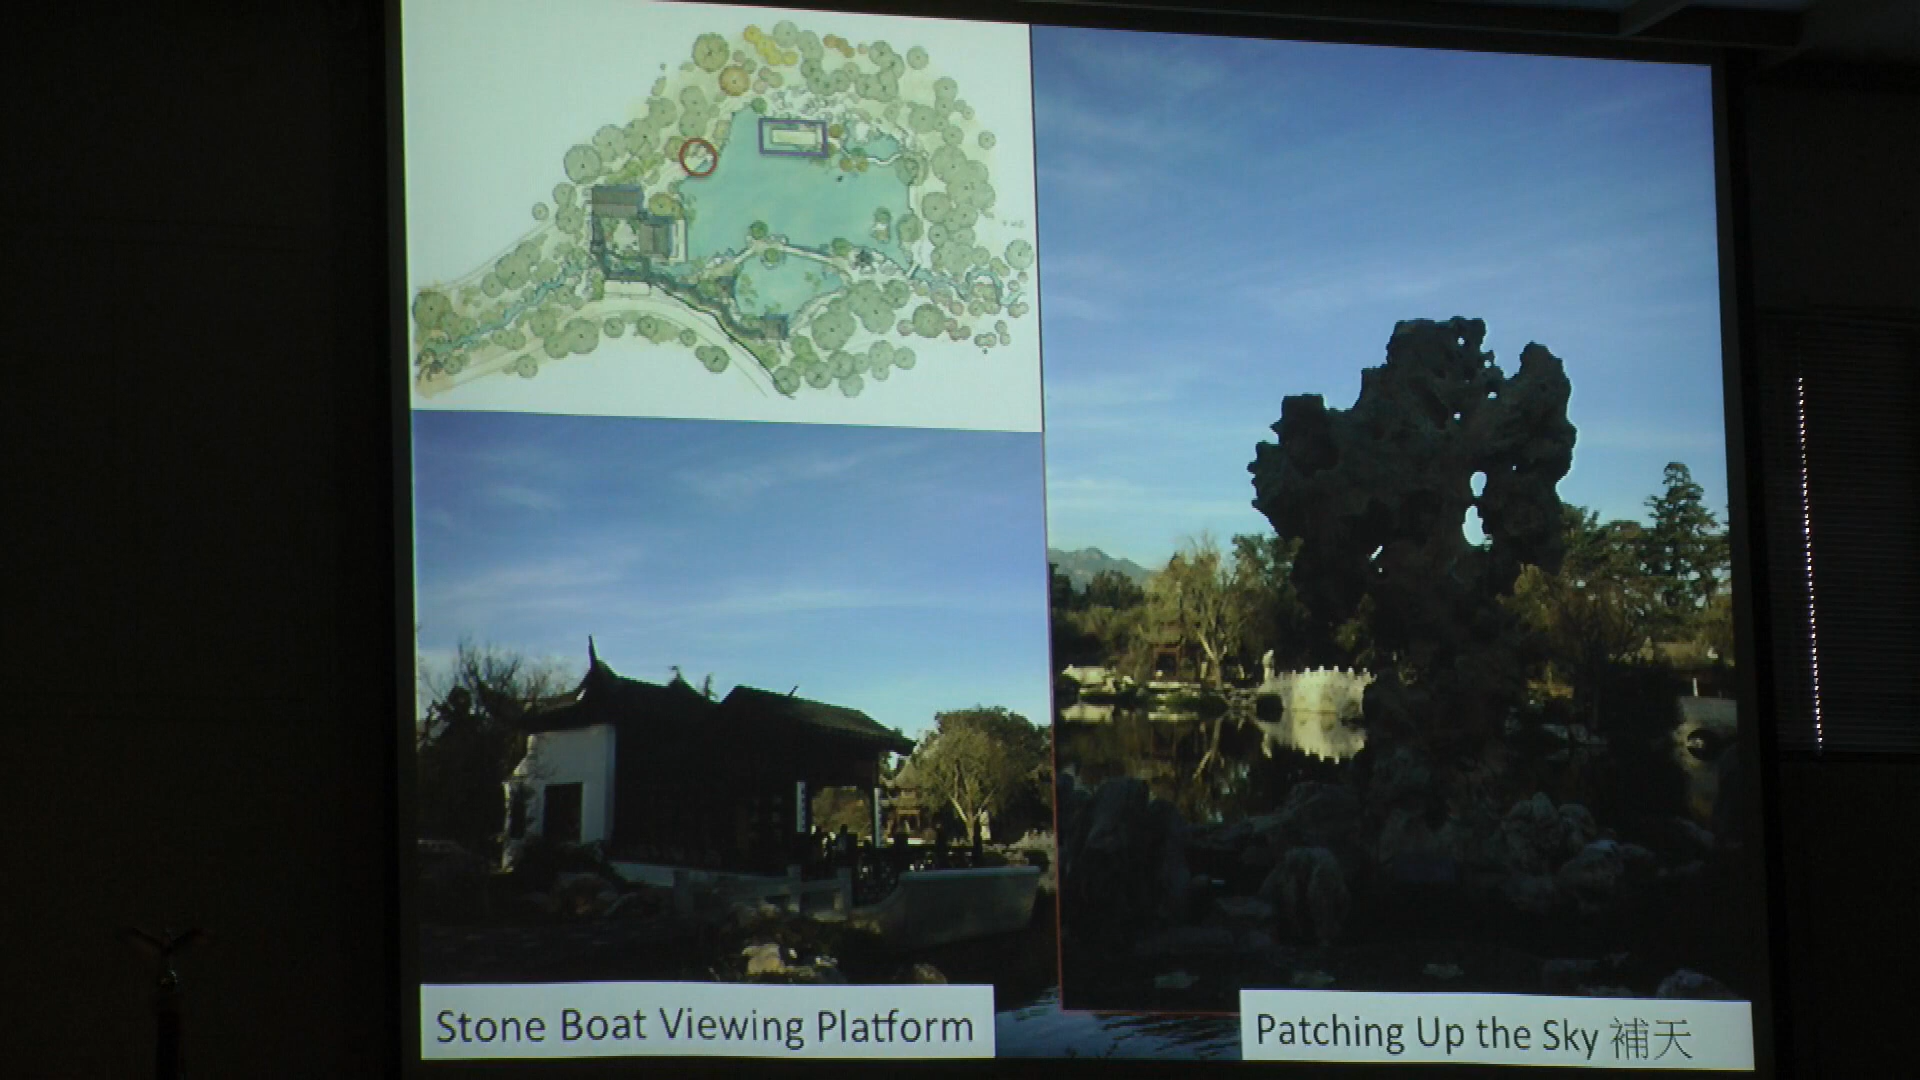 Stone Boat Viewing Platform
Patching Up the Sky 補天